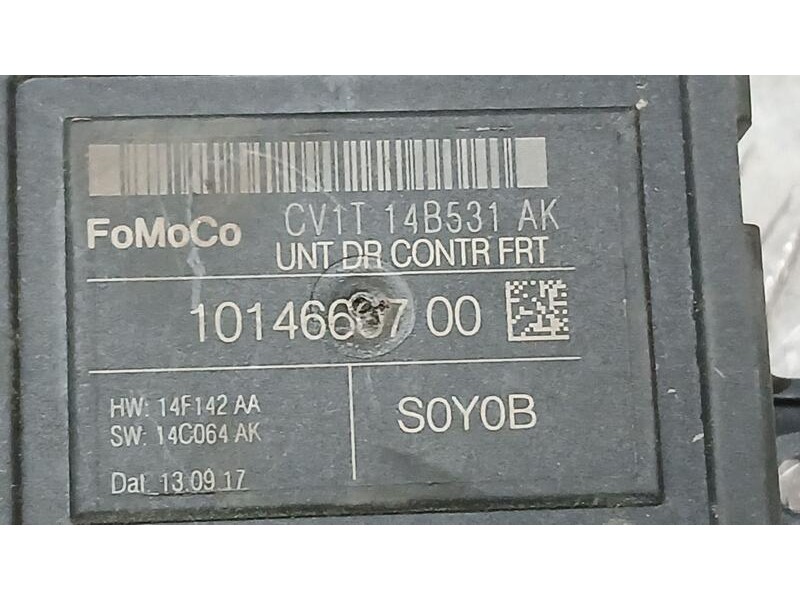 FoMoCo CV1T 14B531 AK
UNT DR CONTR FRT
00
HW: 14F142 AA
SW: 14C064 AK
S0Y0B
Dat 13.09.17